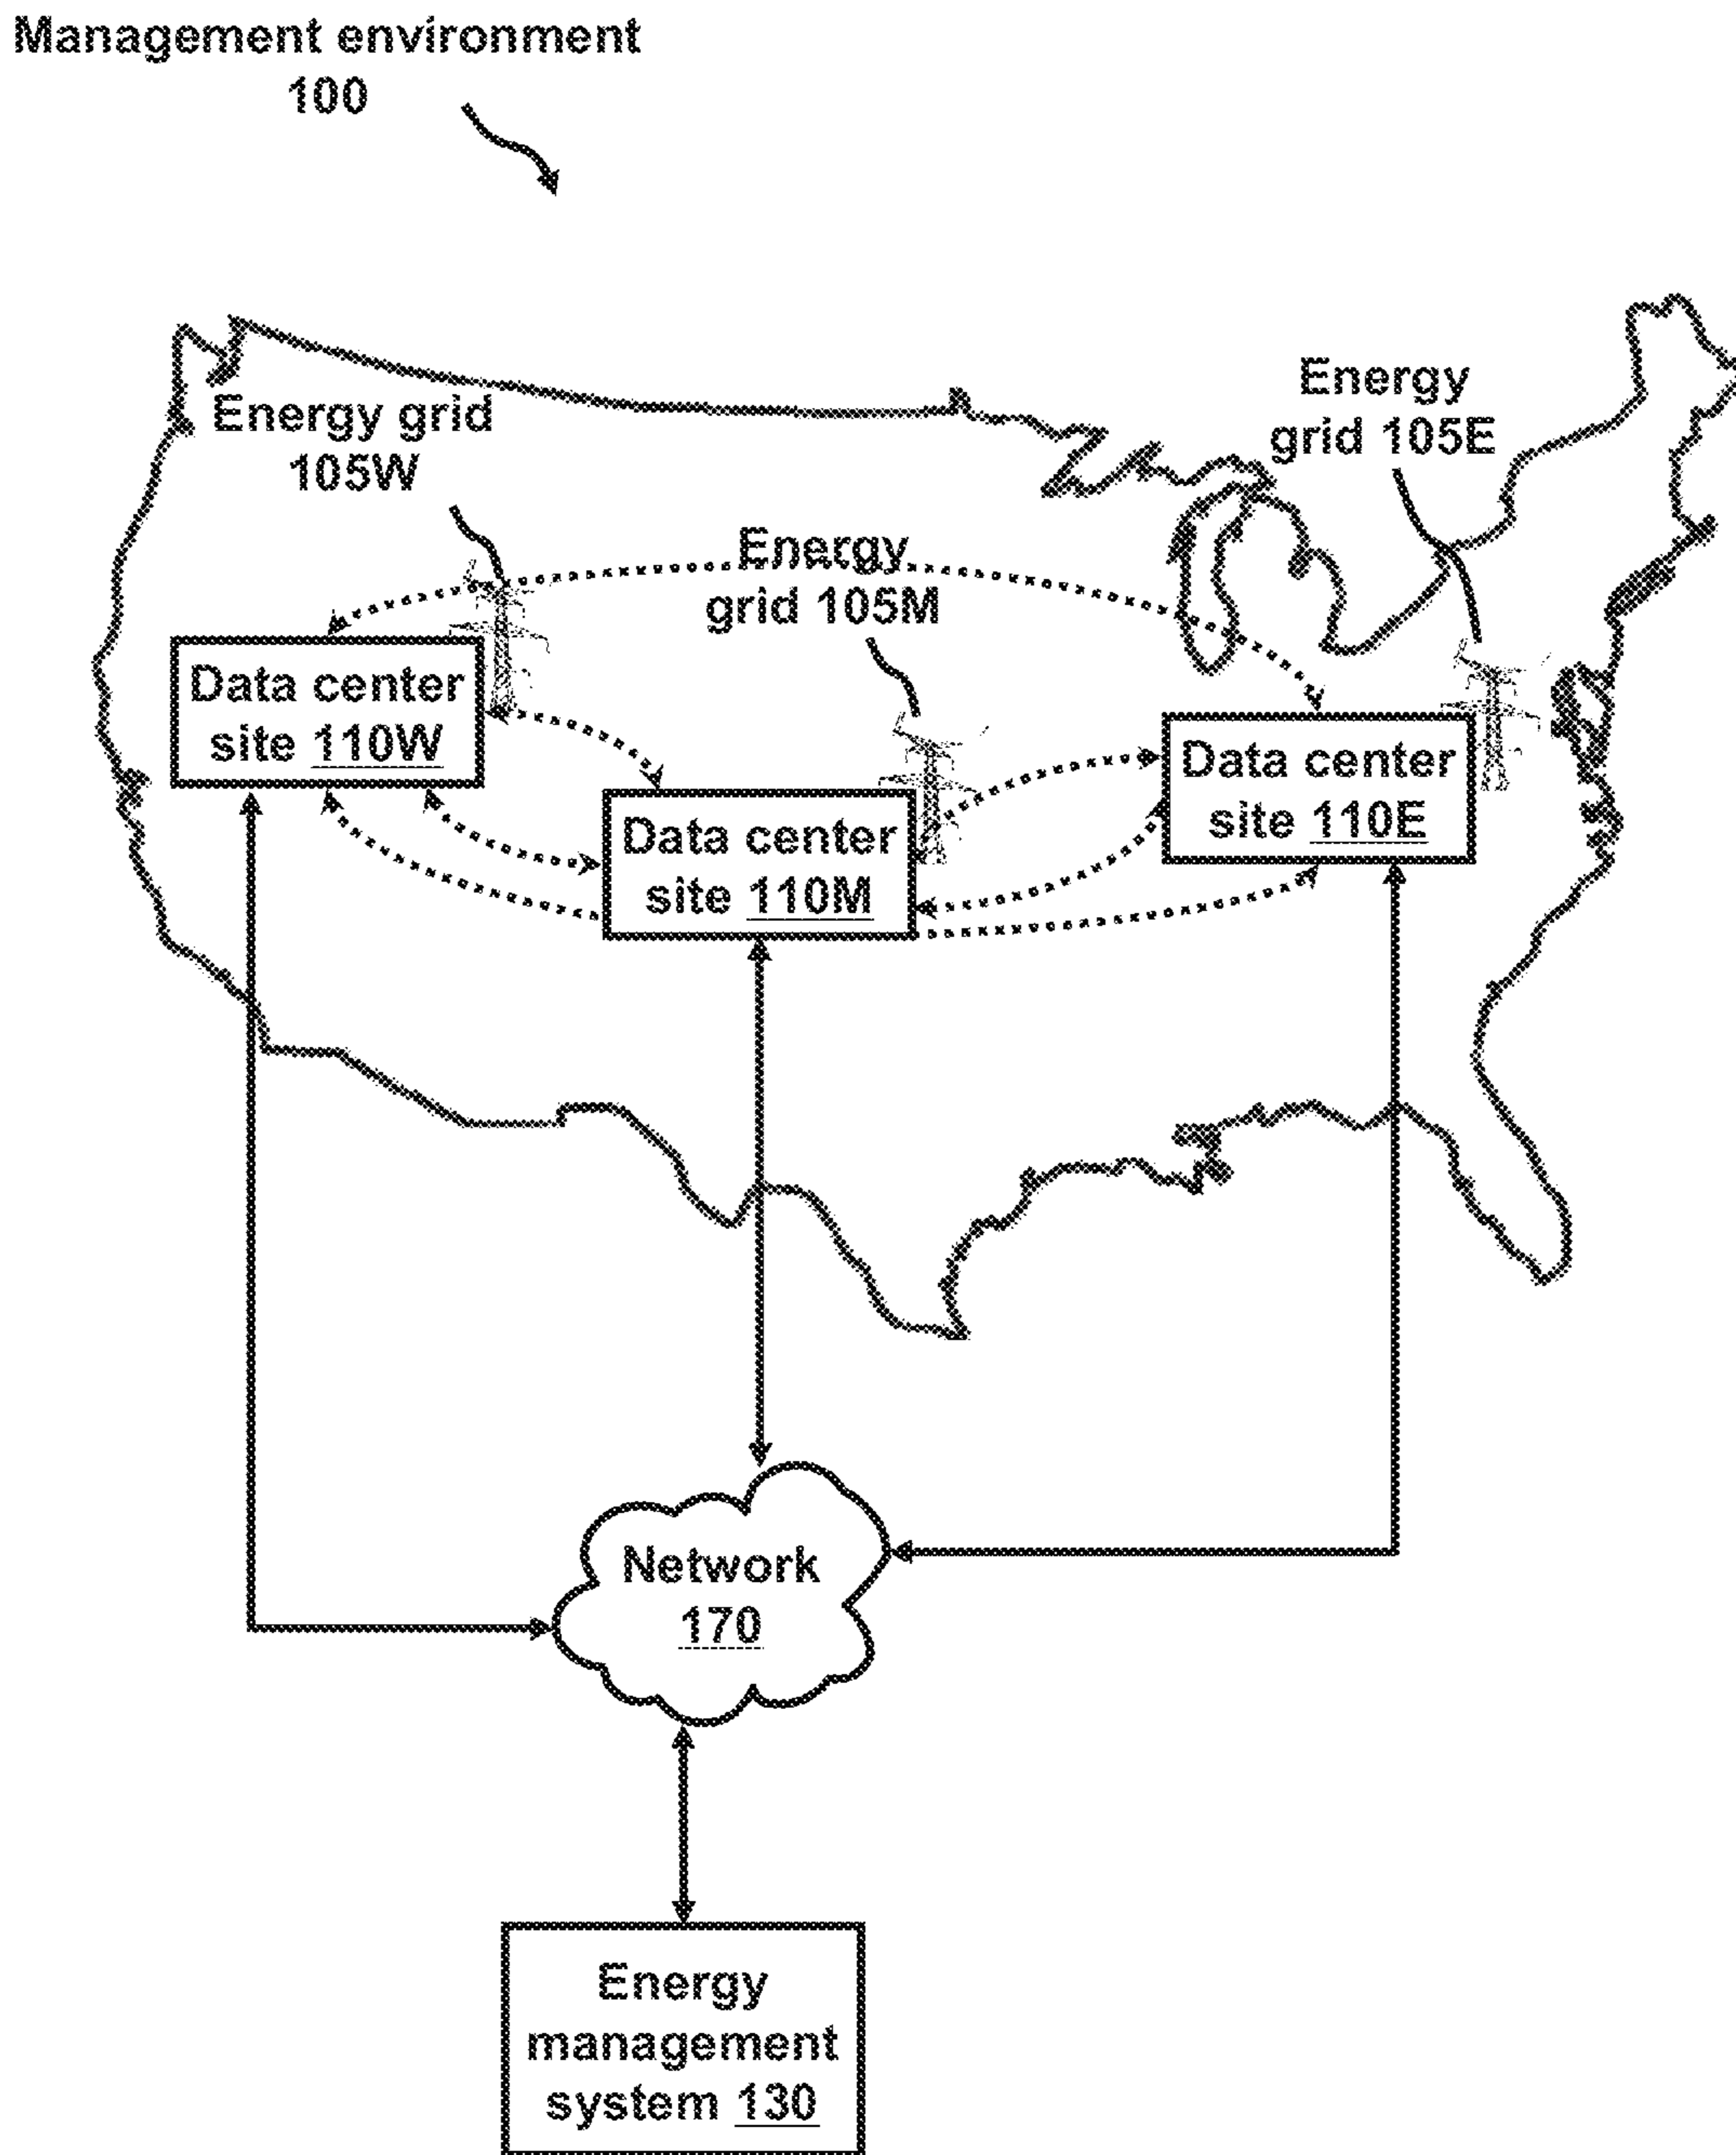 Management environment
100
Energy grid
105W
Energy
grid 105E
Energy
grid 105M
Data center
site 110W
Data center
site 110M
Data center
site 110E
Network
170
Energy
management
system 130